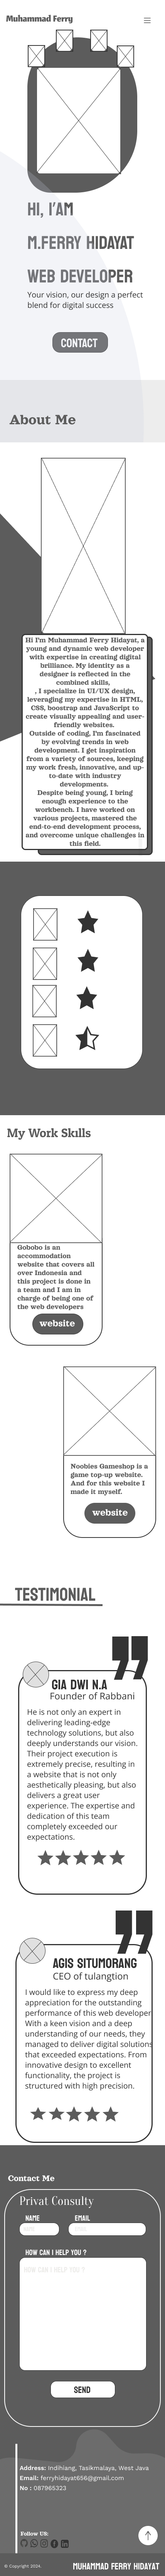 Muhammad Ferry
HI, I'AM
M.FERRY HIDAYAT
WEB DEVELOPER
Your vision, our design a perfect
blend for digital success
CONTACT
About Me
Hi I'm Muhammad Ferry Hidayat, a
young and dynamic web developer
with expertise in creating digital
brilliance. My identity as a
designer is reflected in the
combined skills,
, I specialize in UI/UX design,
leveraging my expertise in HTML,
CSS, bootstrap and JavaScript to
create visually appealing and user-
friendly websites.
Outside of coding, I'm fascinated
by evolving trends in web
development. I get inspiration
from a variety of sources, keeping
my work fresh, innovative, and up-
to-date with industry
developments.
Despite being young, I bring
enough experience to the
workbench. I have worked on
various projects, mastered the
end-to-end development process,
and overcome unique challenges in
this field.
My Work Skills
Gobobo is an
accommodation
website that covers all
over Indonesia and
this project is done in
a team and I am in
charge of being one of
the web developers
website
Noobies Gameshop is a
game top-up website.
And for this website I
made it myself.
website
TESTIMONIAL
GIA DWI N.A
Founder of Rabbani
He is not only an expert in
delivering leading-edge
technology solutions, but also
deeply understands our vision.
Their project execution is
extremely precise, resulting in
a website that is not only
aesthetically pleasing, but also
delivers a great user
experience. The expertise and
dedication of this team
completely exceeded our
expectations.
AGIS SITUMORANG
CEO of tulangtion
I would like to express my deep
appreciation for the outstanding
performance of this web developer.
With a keen vision and a deep
understanding of our needs, they
managed to deliver digital solutions
that exceeded expectations. From
innovative design to excellent
functionality, the project is
structured with high precision.
Contact Me
Privat Consulty
NAME EMAIL
NAME EMAIL
HOW CAN I HELP YOU ?
HOW CAN I HELP YOU ?
SEND
Address: Indihiang, Tasikmalaya, West Java
Email: ferryhidayat656@gmail.com
No : 087965323
Follow US:
© Copyright 2024. MUHAMMAD FERRY HIDAYAT